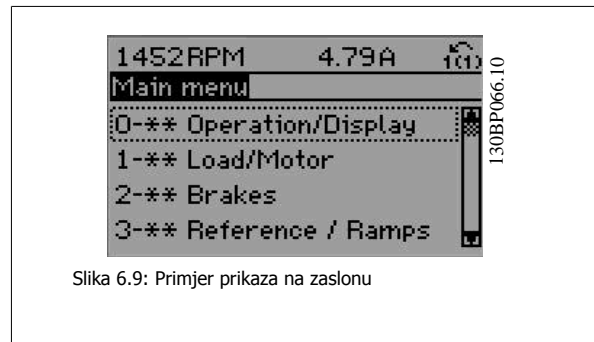 1452RPM 4.79A 1(1)
Main menu
0-** Operation/Display
1-** Load/Motor
2-** Brakes
3-** Reference / Ramps
130BP066.10
Slika 6.9: Primjer prikaza na zaslonu